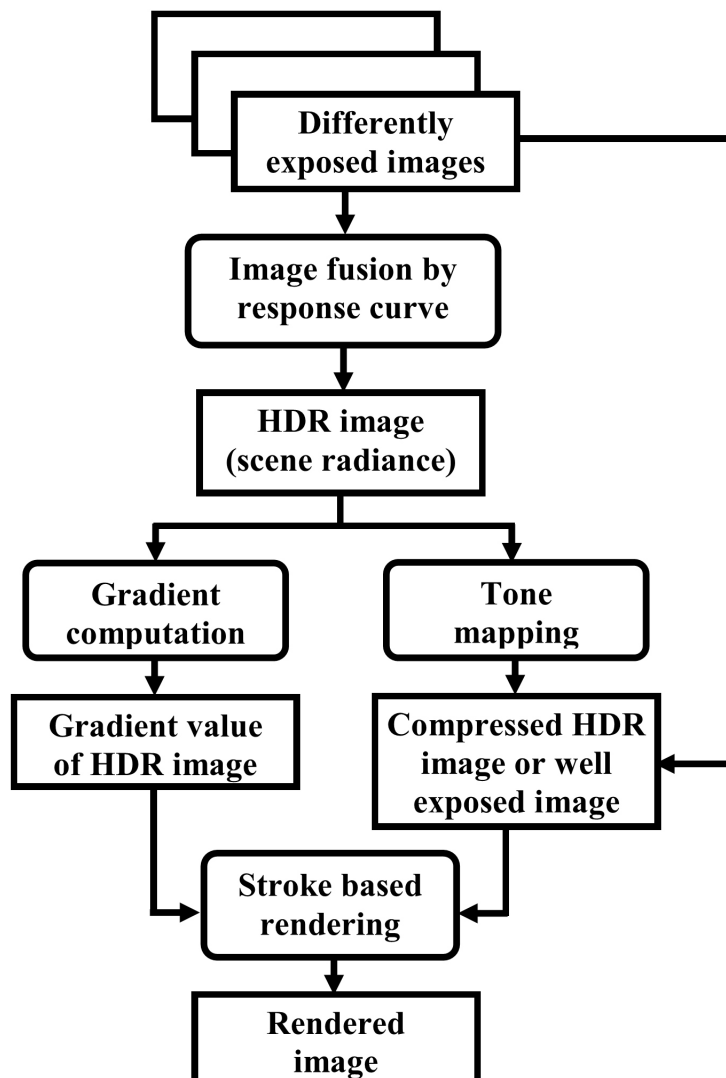 Differently
exposed images
Image fusion by
response curve
HDR image
(scene radiance)
Gradient
computation
Tone
mapping
Gradient value
of HDR image
Compressed HDR
image or well
exposed image
Stroke based
rendering
Rendered
image